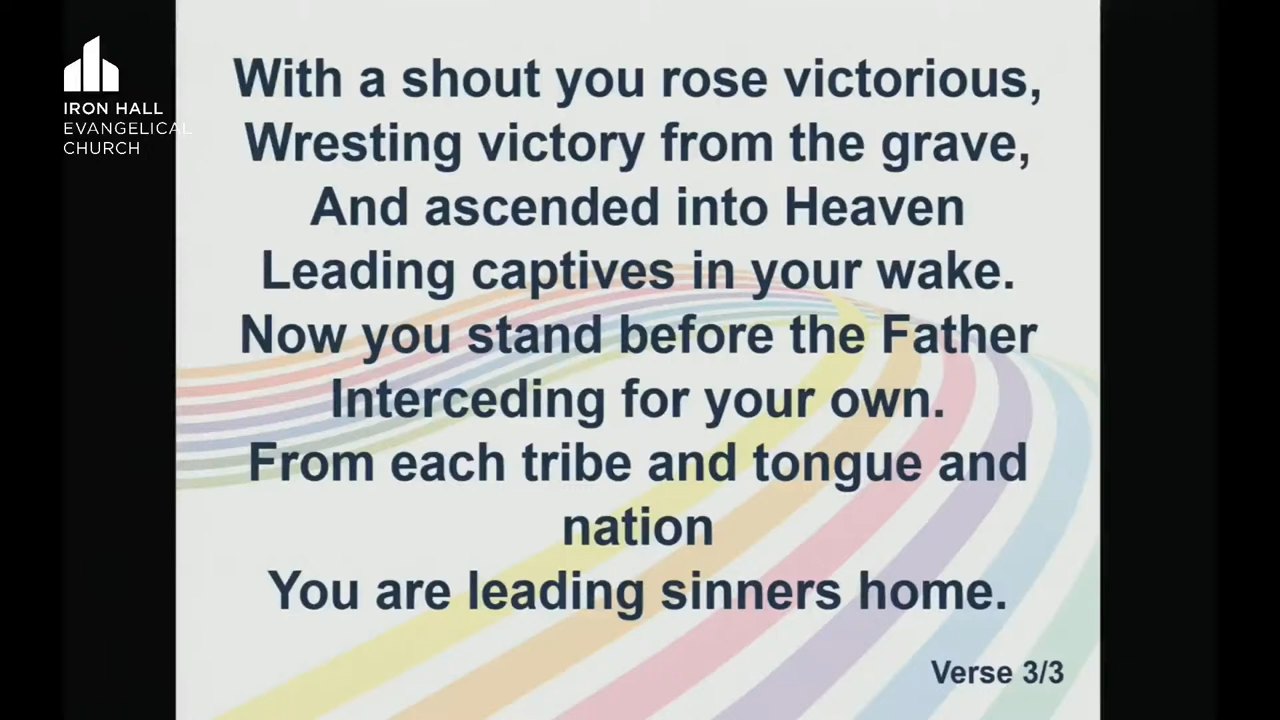 IRON HALL
EVANGELICAL
CHURCH
With a shout you rose victorious,
Wresting victory from the grave,
And ascended into Heaven
Leading captives in your wake.
Now you stand before the Father
Interceding for your own.
From each tribe and tongue and
nation
You are leading sinners home.
Verse 3/3